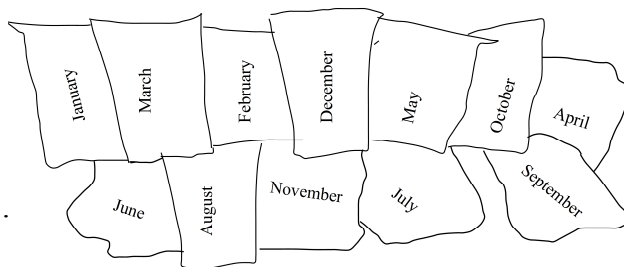 January
March
February
December
May
October
April
June
August
November
July
September